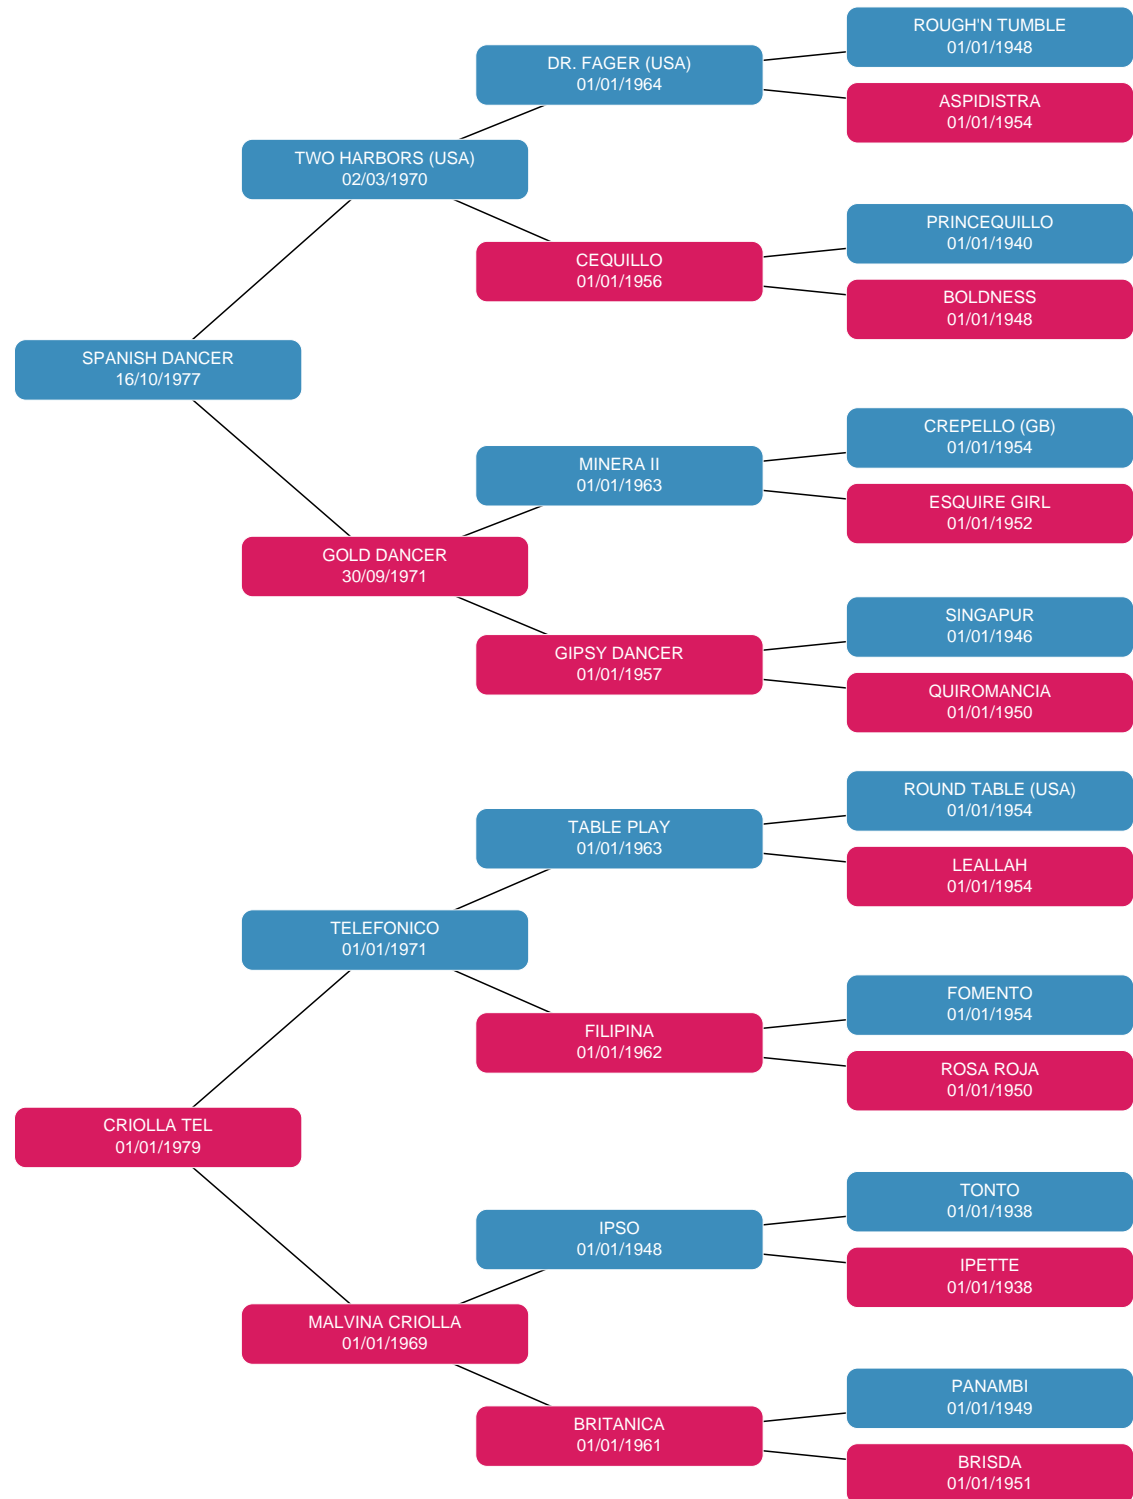 ROUGH'N TUMBLE
01/01/1948
DR. FAGER (USA)
01/01/1964
ASPIDISTRA
01/01/1954
TWO HARBORS (USA)
02/03/1970
PRINCEQUILLO
01/01/1940
CEQUILLO
01/01/1956
BOLDNESS
01/01/1948
SPANISH DANCER
16/10/1977
CREPELLO (GB)
01/01/1954
MINERA II
01/01/1963
ESQUIRE GIRL
01/01/1952
GOLD DANCER
30/09/1971
SINGAPUR
01/01/1946
GIPSY DANCER
01/01/1957
QUIROMANCIA
01/01/1950
ROUND TABLE (USA)
01/01/1954
TABLE PLAY
01/01/1963
LEALLAH
01/01/1954
TELEFONICO
01/01/1971
FOMENTO
01/01/1954
FILIPINA
01/01/1962
ROSA ROJA
01/01/1950
CRIOLLA TEL
01/01/1979
TONTO
01/01/1938
IPSO
01/01/1948
IPETTE
01/01/1938
MALVINA CRIOLLA
01/01/1969
PANAMBI
01/01/1949
BRITANICA
01/01/1961
BRISDA
01/01/1951